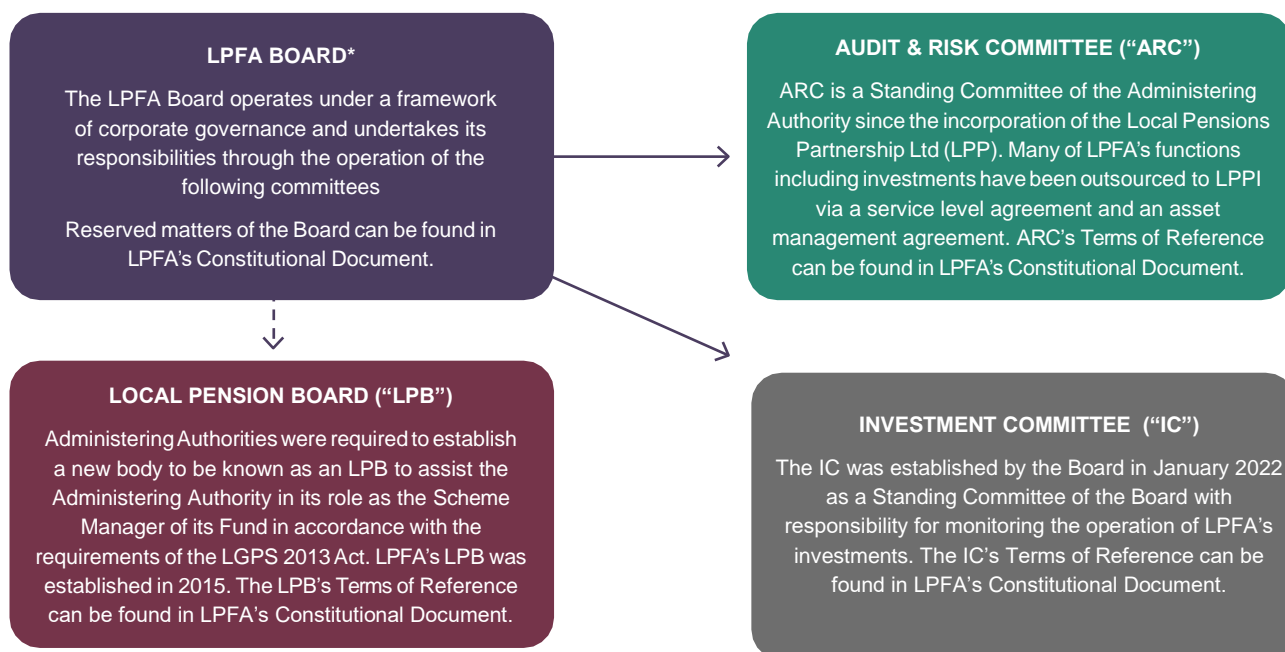 LPFA BOARD*
The LPFA Board operates under a framework
of corporate governance and undertakes its
responsibilities through the operation of the
following committees
Reserved matters of the Board can be found in
LPFA’s Constitutional Document.
AUDIT & RISK COMMITTEE (“ARC”)
ARC is a Standing Committee of the Administering
Authority since the incorporation of the Local Pensions
Partnership Ltd (LPP). Many of LPFA’s functions
including investments have been outsourced to LPPI
via a service level agreement and an asset
management agreement. ARC’s Terms of Reference
can be found in LPFA’s Constitutional Document.
LOCAL PENSION BOARD (“LPB”)
Administering Authorities were required to establish
a new body to be known as an LPB to assist the
Administering Authority in its role as the Scheme
Manager of its Fund in accordance with the
requirements of the LGPS 2013 Act. LPFA’s LPB was
established in 2015. The LPB’s Terms of Reference
can be found in LPFA’s Constitutional Document.
INVESTMENT COMMITTEE (“IC”)
The IC was established by the Board in January 2022
as a Standing Committee of the Board with
responsibility for monitoring the operation of LPFA’s
investments. The IC’s Terms of Reference can be
found in LPFA’s Constitutional Document.